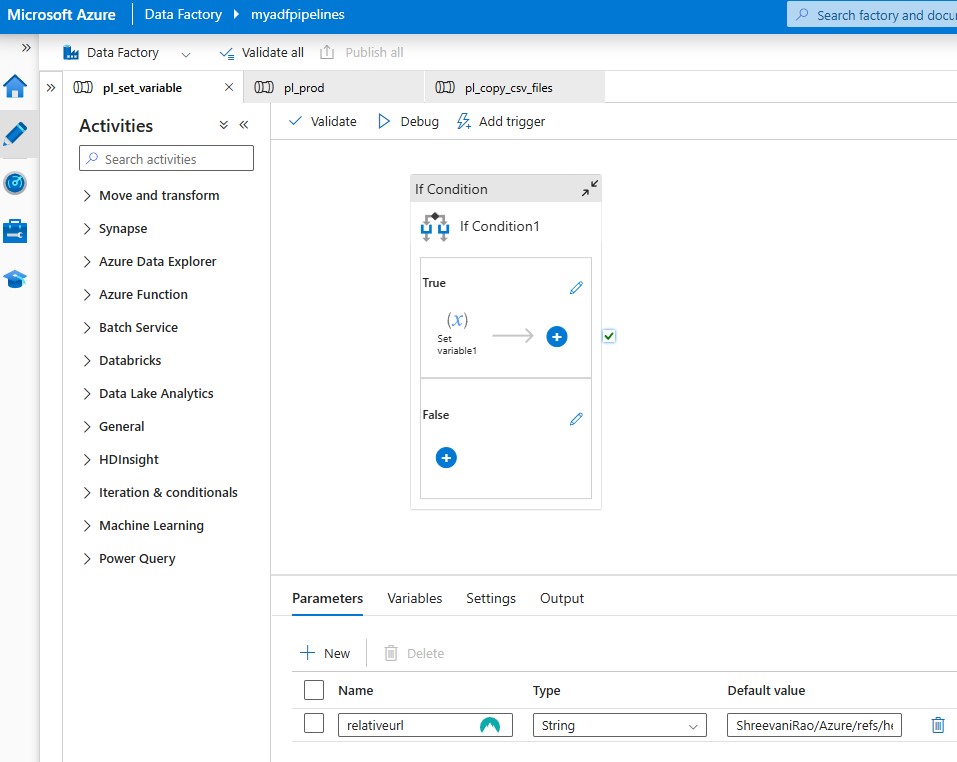 Microsoft Azure
Data Factory
myadfpipelines
Search factory and docu
Data Factory
Validate all
Publish all
pl_set_variable
pl_prod
pl_copy_csv_files
Activities
Search activities
Move and transform
Synapse
Azure Data Explorer
Azure Function
Batch Service
Databricks
Data Lake Analytics
General
HDInsight
Iteration & conditionals
Machine Learning
Power Query
Validate
Debug
Add trigger
If Condition
If Condition1
True
(x)
Set
variable1
False
Parameters
Variables
Settings
Output
New
Delete
Name
Type
Default value
relativeurl
String
ShreevaniRao/Azure/refs/he